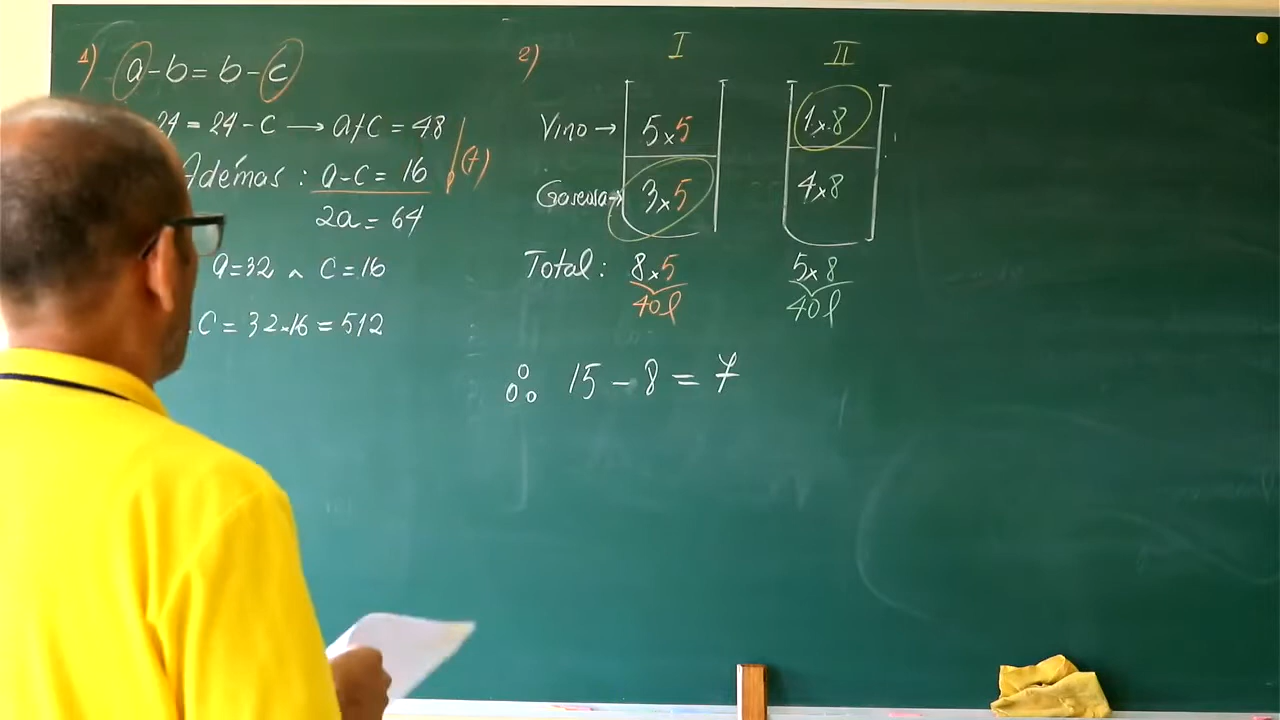 1) a-b = b-c
24 = 24 - C → a+C = 48
Además : a-C = 16 (+)
2a = 64
a=32 ∧ C=16
.C = 32×16 = 512
2) I II
Vino → 5×5 1×8
Gaseosa→ 3×5 4×8
Total : 8×5 5×8
40l 40l
∴ 15 - 8 = 7